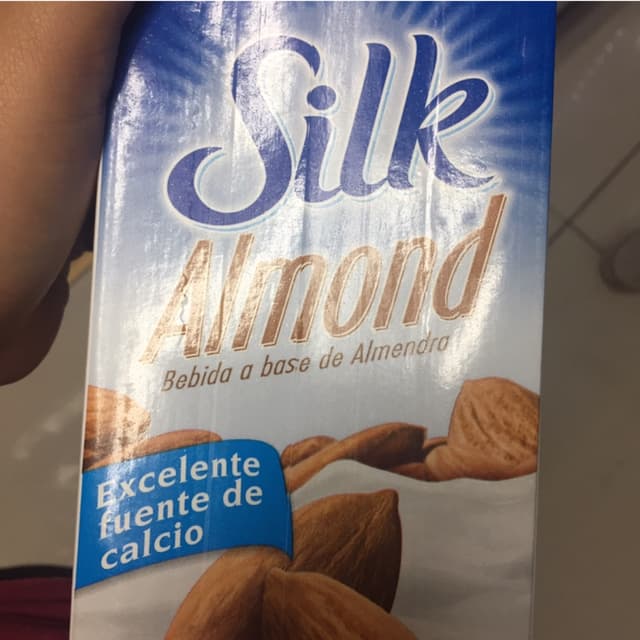 Silk
Almond
Bebida a base de Almendra
Excelente
fuente de
calcio